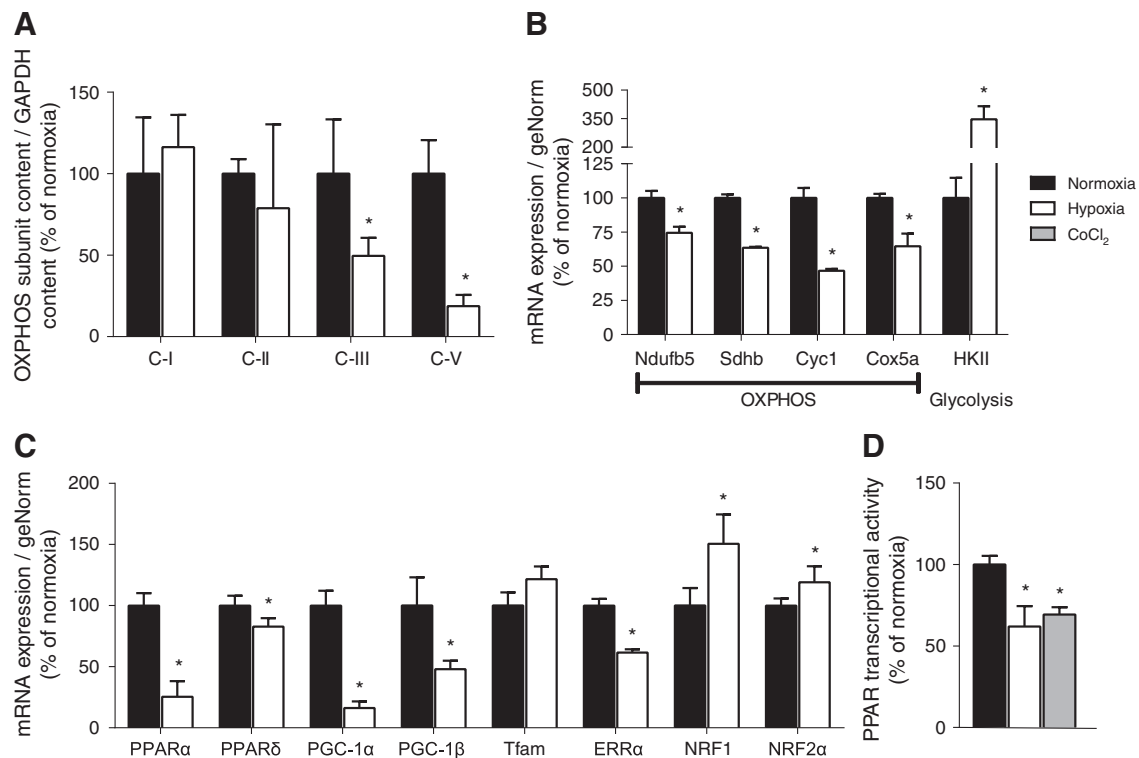 A
OXPHOS subunit content / GAPDH
content (% of normoxia)
150
100
50
0
*
*
C-I C-II C-III C-V
B
mRNA expression / geNorm
(% of normoxia)
500
350
200
125
100
75
50
25
0
*
*
*
*
*
Ndufb5 Sdhb Cyc1 Cox5a HKII
OXPHOS Glycolysis
Normoxia
Hypoxia
CoCl₂
C
mRNA expression / geNorm
(% of normoxia)
200
150
100
50
0
*
*
*
*
*
*
*
PPARα PPARδ PGC-1α PGC-1β Tfam ERRα NRF1 NRF2α
D
PPAR transcriptional activity
(% of normoxia)
150
100
50
0
* *